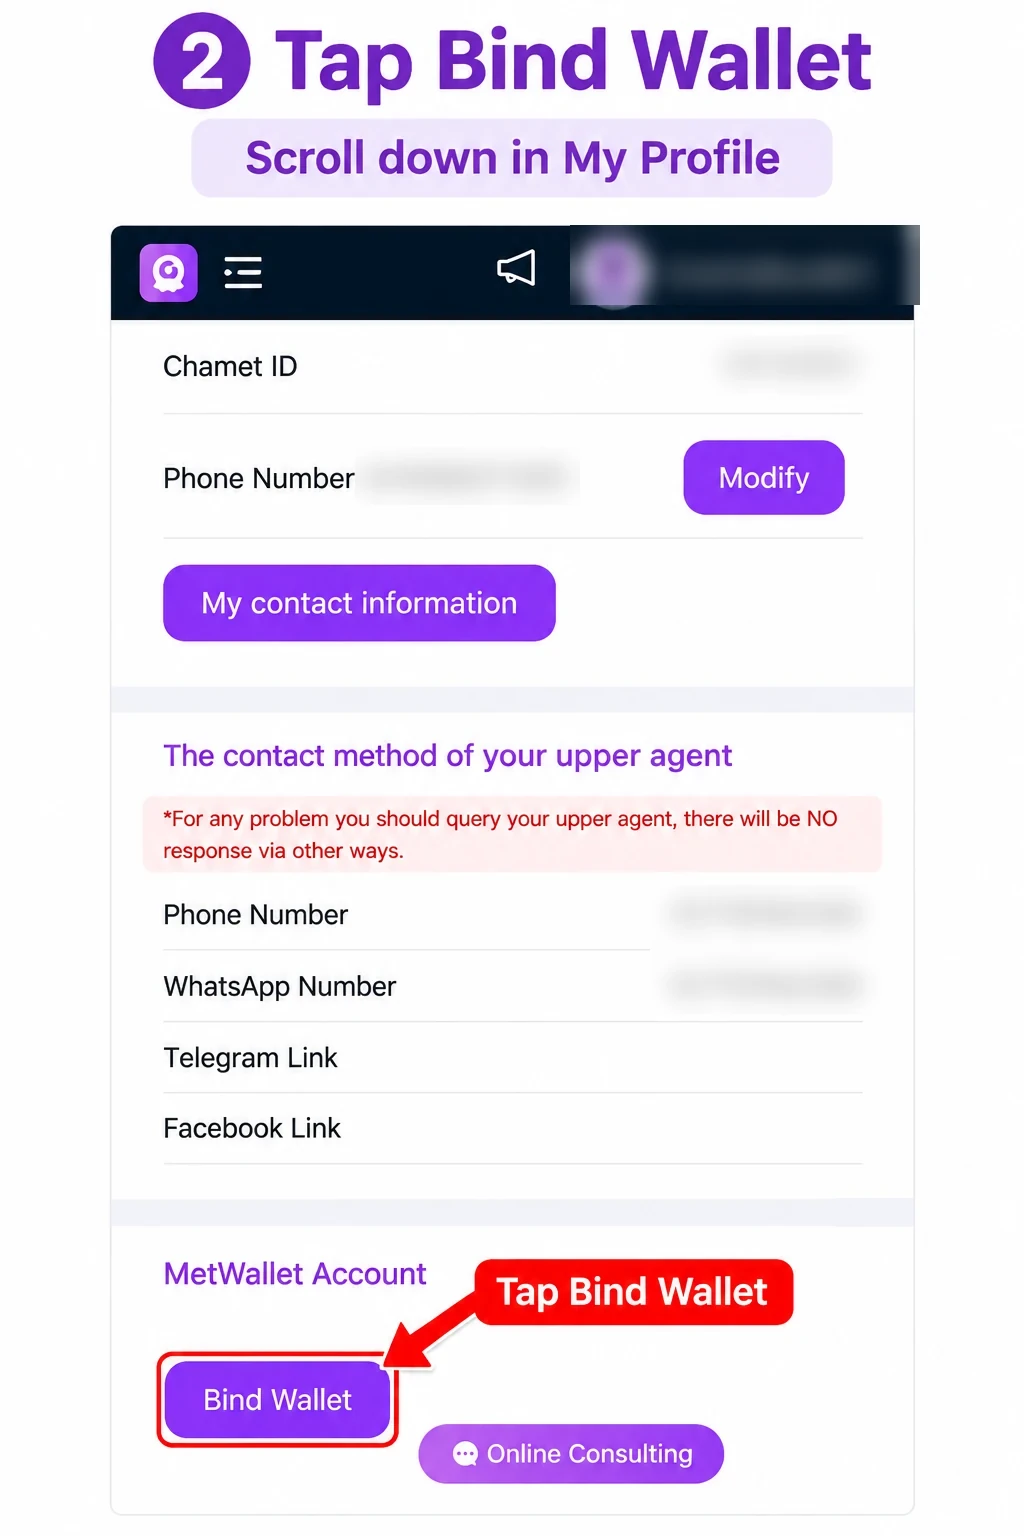 2 Tap Bind Wallet
Scroll down in My Profile
Chamet ID
Phone Number
Modify
My contact information
The contact method of your upper agent
*For any problem you should query your upper agent, there will be NO
response via other ways.
Phone Number
WhatsApp Number
Telegram Link
Facebook Link
MetWallet Account
Tap Bind Wallet
Bind Wallet
Online Consulting